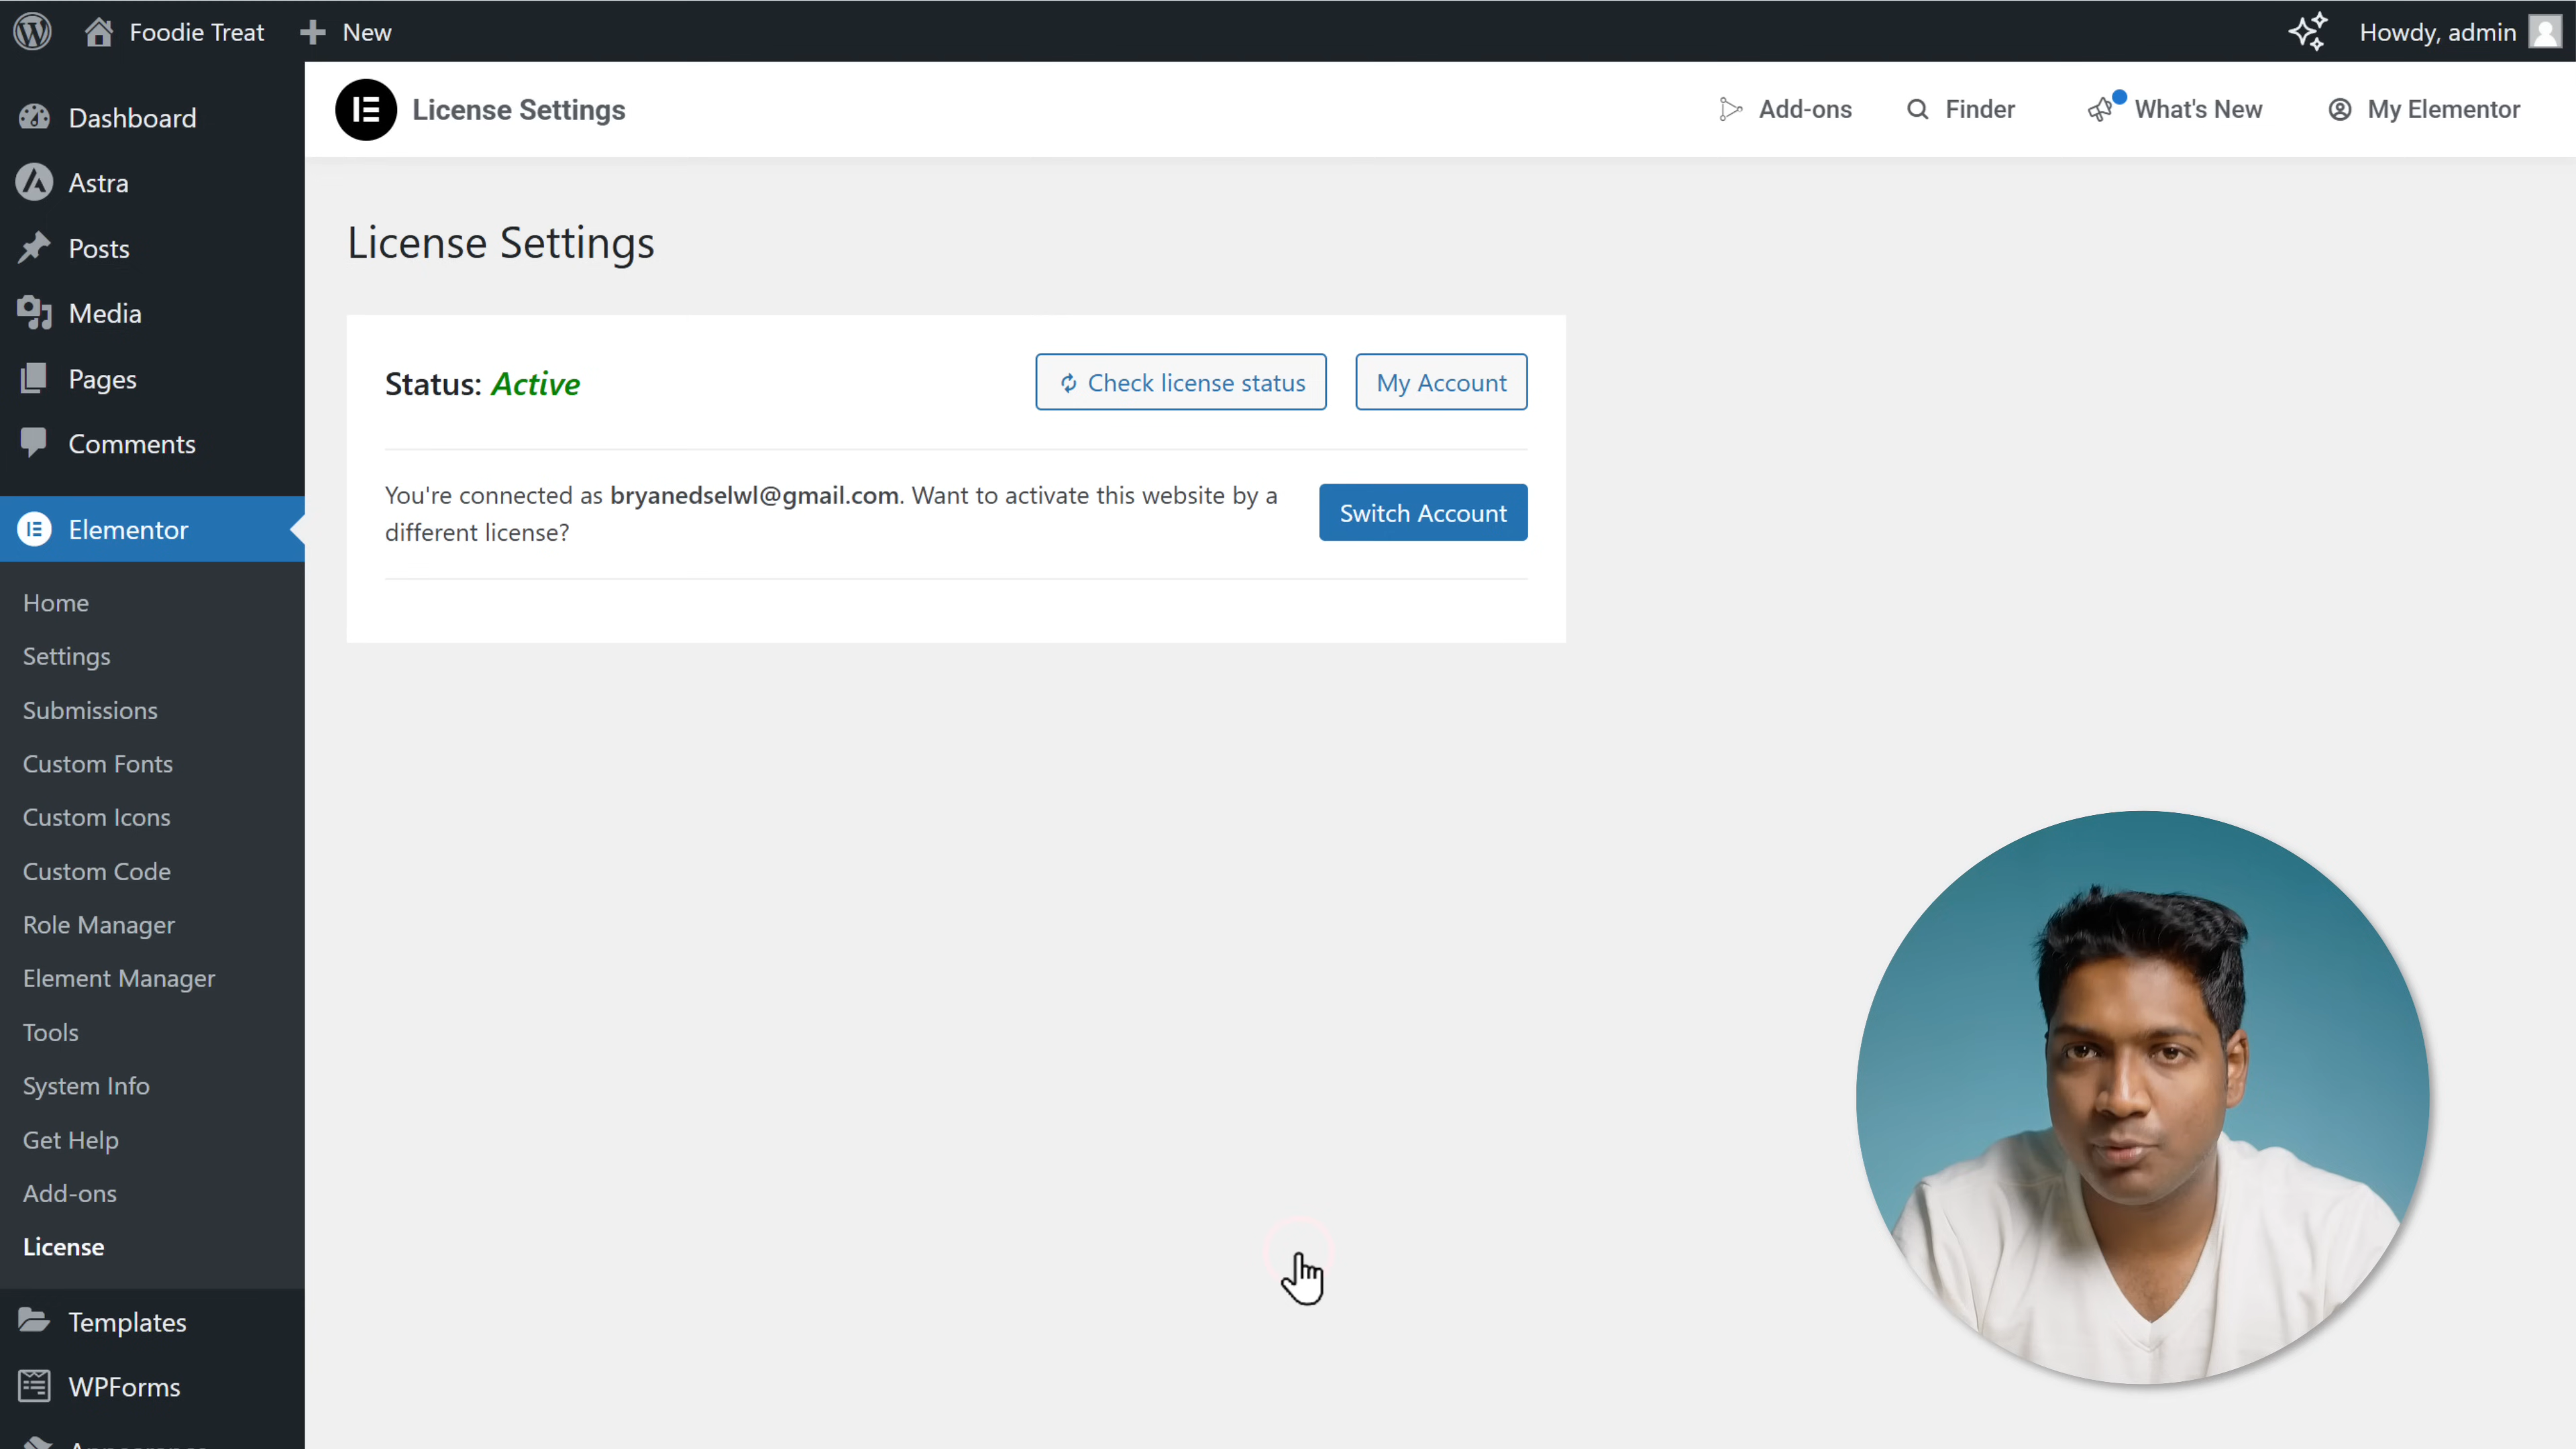 Foodie Treat
New
Howdy, admin
Dashboard
Astra
Posts
Media
Pages
Comments
Elementor
Home
Settings
Submissions
Custom Fonts
Custom Icons
Custom Code
Role Manager
Element Manager
Tools
System Info
Get Help
Add-ons
License
Templates
WPForms
License Settings
Add-ons
Finder
What's New
My Elementor
License Settings
Status: Active
Check license status
My Account
You're connected as bryanedselwl@gmail.com. Want to activate this website by a
different license?
Switch Account